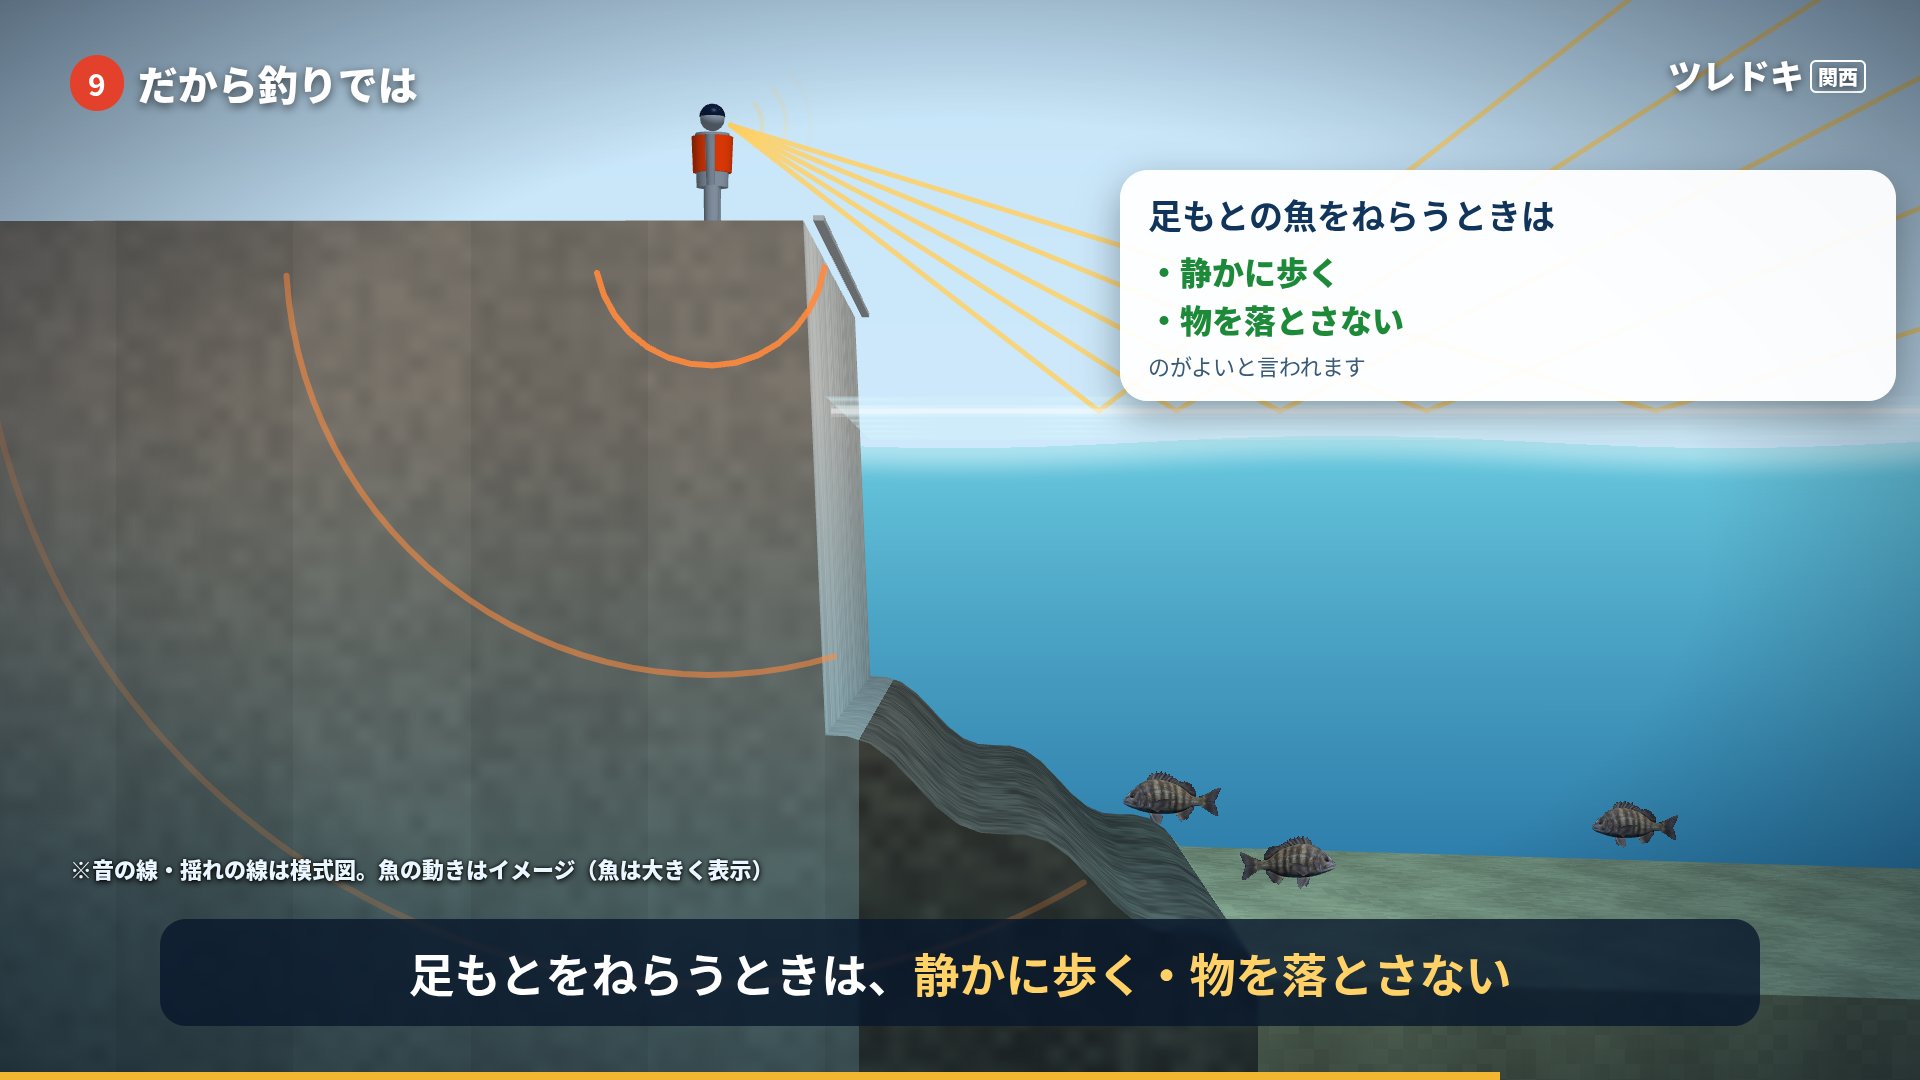 9 だから釣りでは
ツレドキ 関西
足もとの魚をねらうときは
・静かに歩く
・物を落とさない
のがよいと言われます
※音の線・揺れの線は模式図。魚の動きはイメージ（魚は大きく表示）
足もとをねらうときは、静かに歩く・物を落とさない